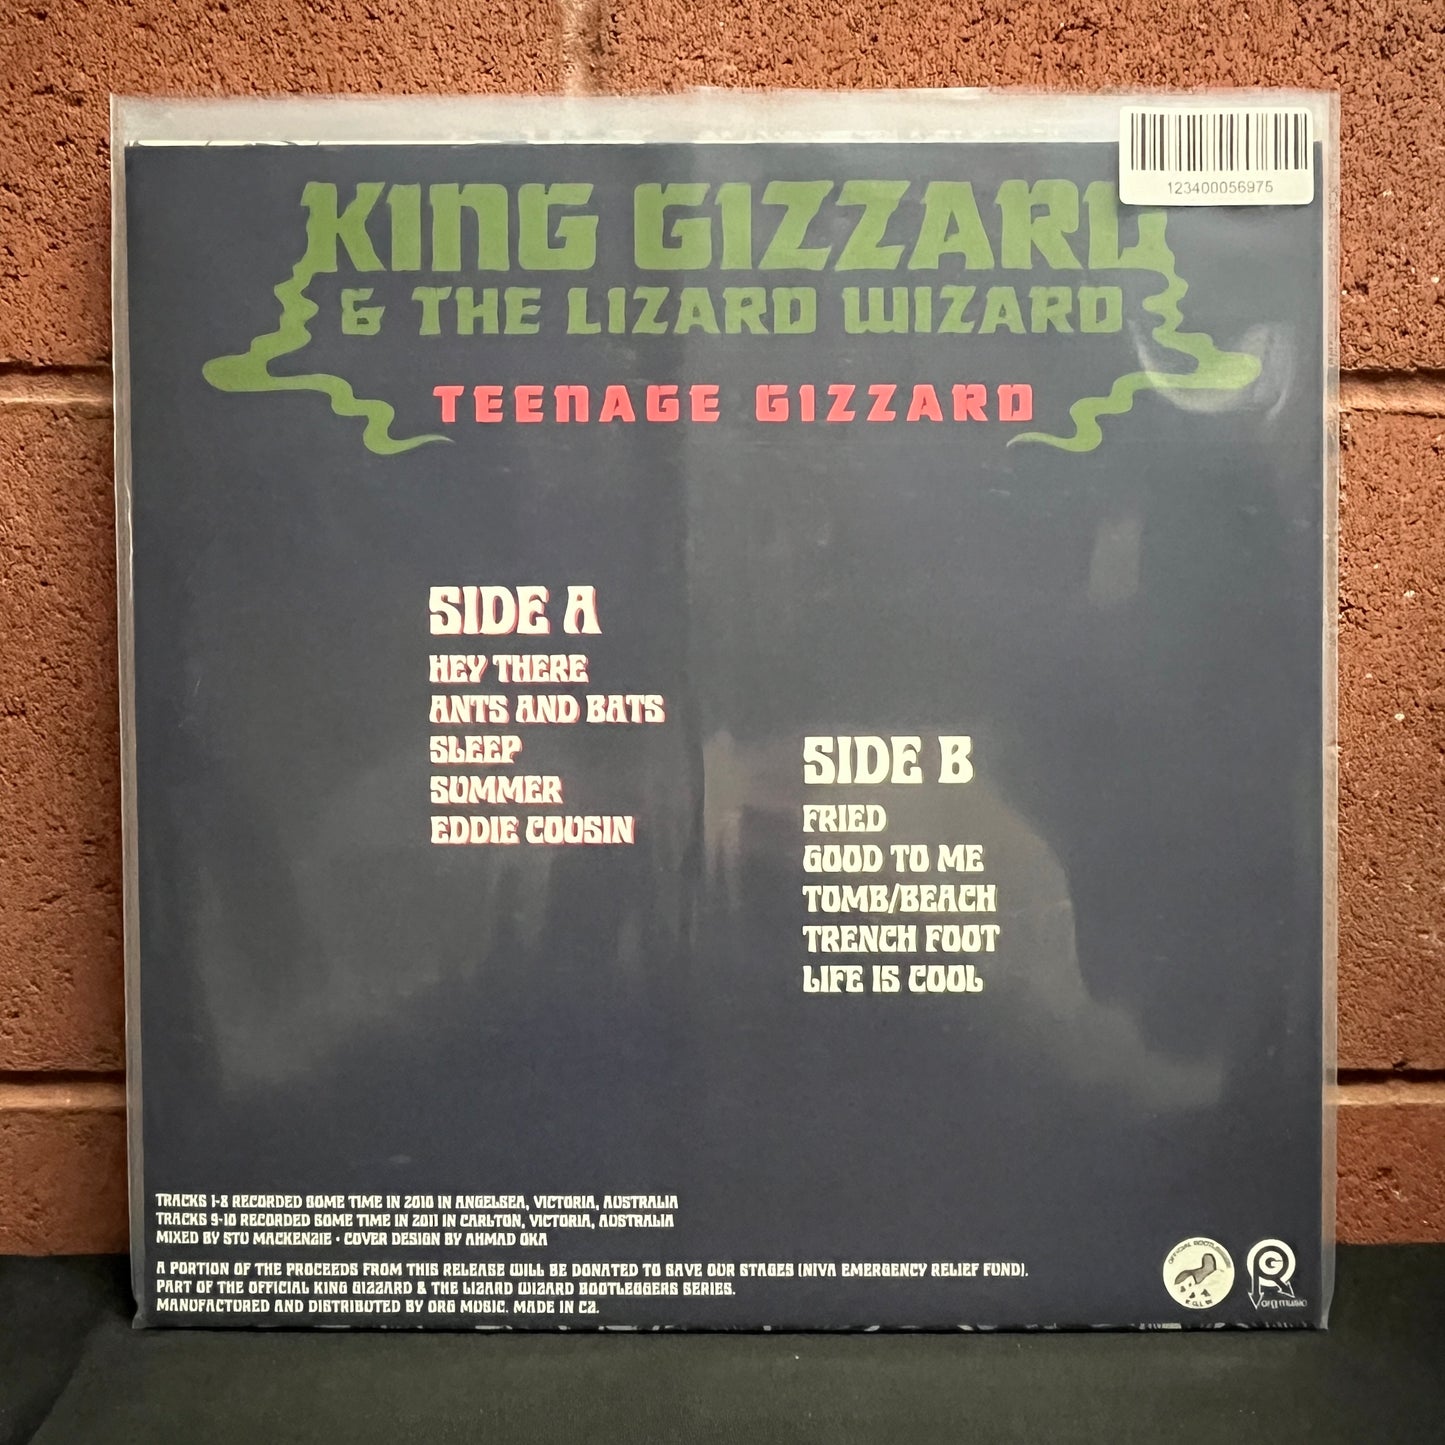 123400056975
KING GIZZARD
& THE LIZARD WIZARD
TEENAGE GIZZARD
SIDE A
HEY THERE
ANTS AND BATS
SLEEP
SUMMER
EDDIE COUSIN
SIDE B
FRIED
GOOD TO ME
TOMB/BEACH
TRENCH FOOT
LIFE IS COOL
TRACKS 1-8 RECORDED SOME TIME IN 2010 IN ANGELSEA, VICTORIA, AUSTRALIA
TRACKS 9-10 RECORDED SOME TIME IN 2011 IN CARLTON, VICTORIA, AUSTRALIA
MIXED BY STU MACKENZIE • COVER DESIGN BY AHMAD OKA
A PORTION OF THE PROCEEDS FROM THIS RELEASE WILL BE DONATED TO SAVE OUR STAGES (NIVA EMERGENCY RELIEF FUND).
PART OF THE OFFICIAL KING GIZZARD & THE LIZARD WIZARD BOOTLEGGERS SERIES.
MANUFACTURED AND DISTRIBUTED BY ORG MUSIC. MADE IN CZ.
OFFICIAL BOOTLEGGER
org music